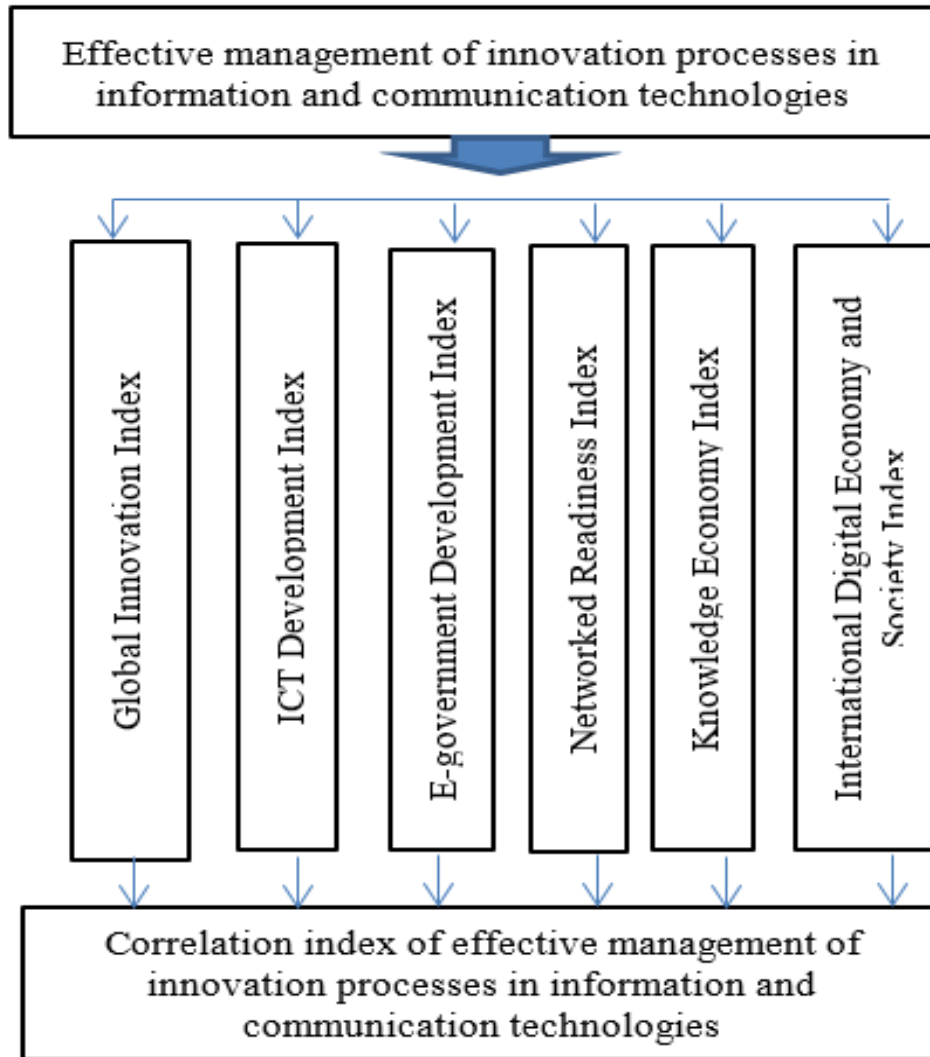 Effective management of innovation processes in
information and communication technologies
Global Innovation Index
ICT Development Index
E-government Development Index
Networked Readiness Index
Knowledge Economy Index
International Digital Economy and
Society Index
Correlation index of effective management of
innovation processes in information and
communication technologies